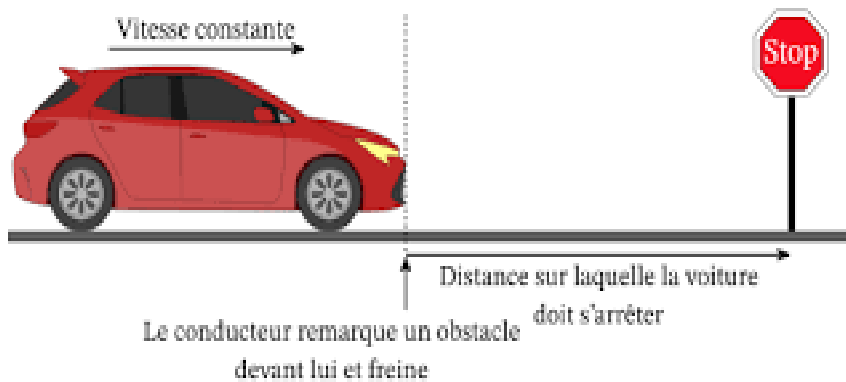 Vitesse constante
Stop
Distance sur laquelle la voiture
doit s'arrêter
Le conducteur remarque un obstacle
devant lui et freine